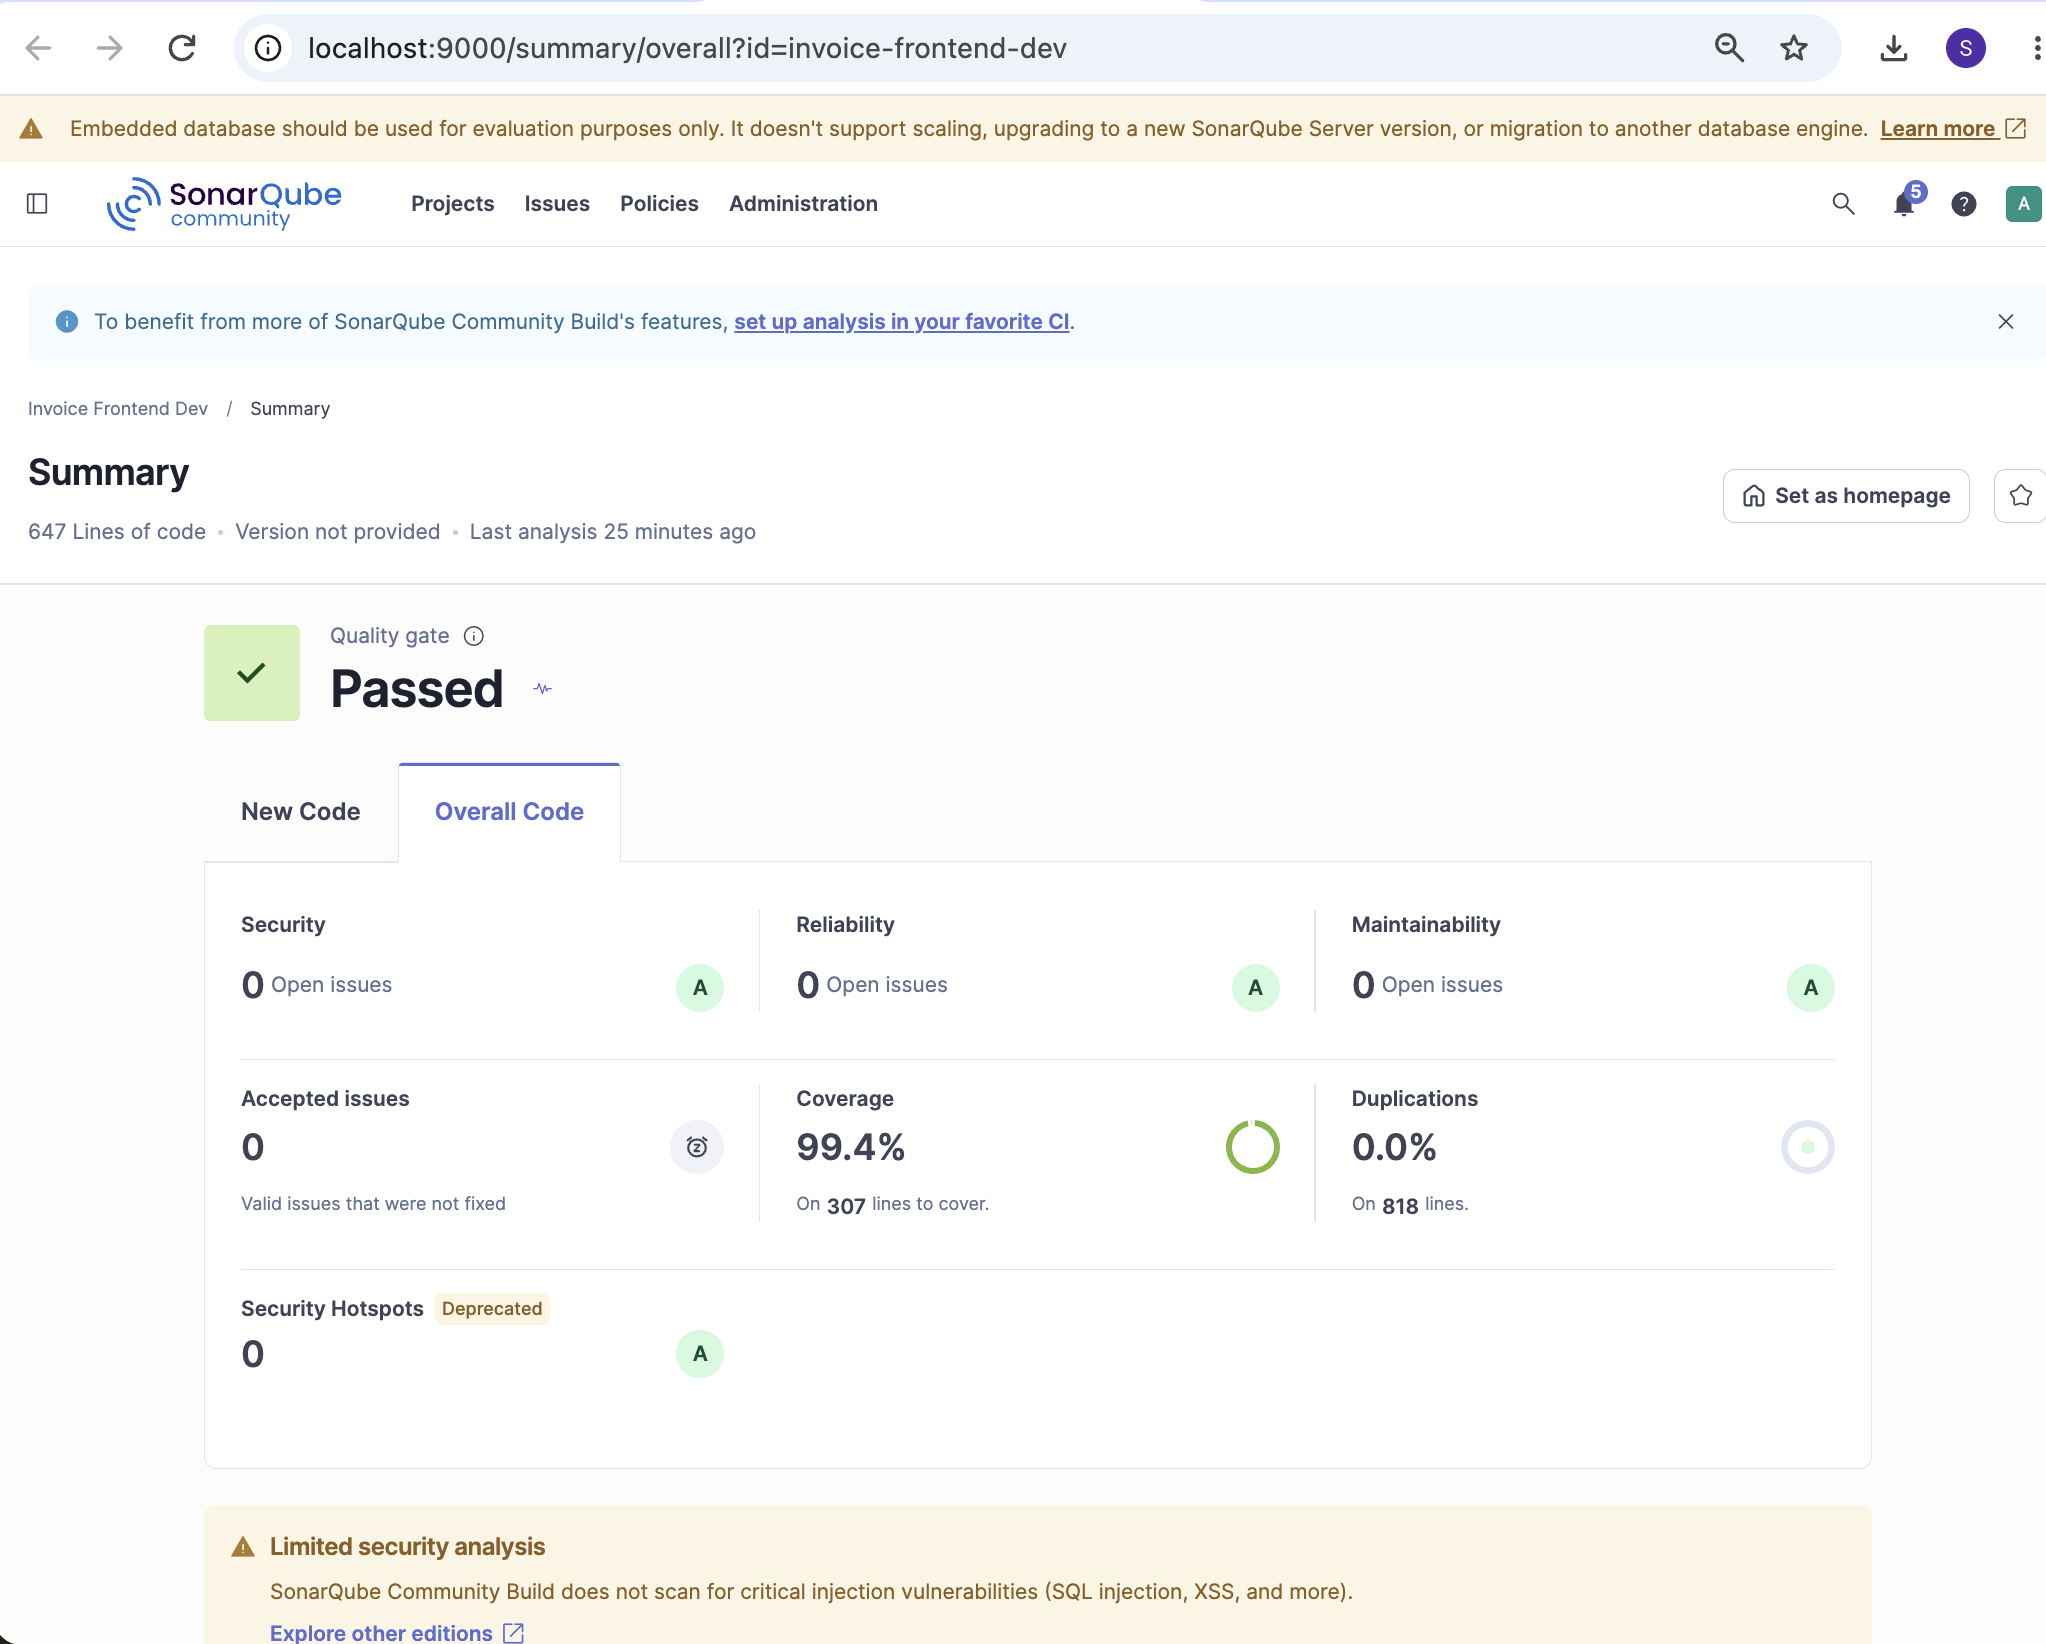 localhost:9000/summary/overall?id=invoice-frontend-dev
S
Embedded database should be used for evaluation purposes only. It doesn't support scaling, upgrading to a new SonarQube Server version, or migration to another database engine. Learn more
SonarQube community
Projects
Issues
Policies
Administration
5
A
To benefit from more of SonarQube Community Build's features, set up analysis in your favorite CI.
Invoice Frontend Dev / Summary
Summary
647 Lines of code • Version not provided • Last analysis 25 minutes ago
Set as homepage
Quality gate
Passed
New Code
Overall Code
Security
0 Open issues
A
Reliability
0 Open issues
A
Maintainability
0 Open issues
A
Accepted issues
0
Valid issues that were not fixed
Coverage
99.4%
On 307 lines to cover.
Duplications
0.0%
On 818 lines.
Security Hotspots Deprecated
0
A
Limited security analysis
SonarQube Community Build does not scan for critical injection vulnerabilities (SQL injection, XSS, and more).
Explore other editions